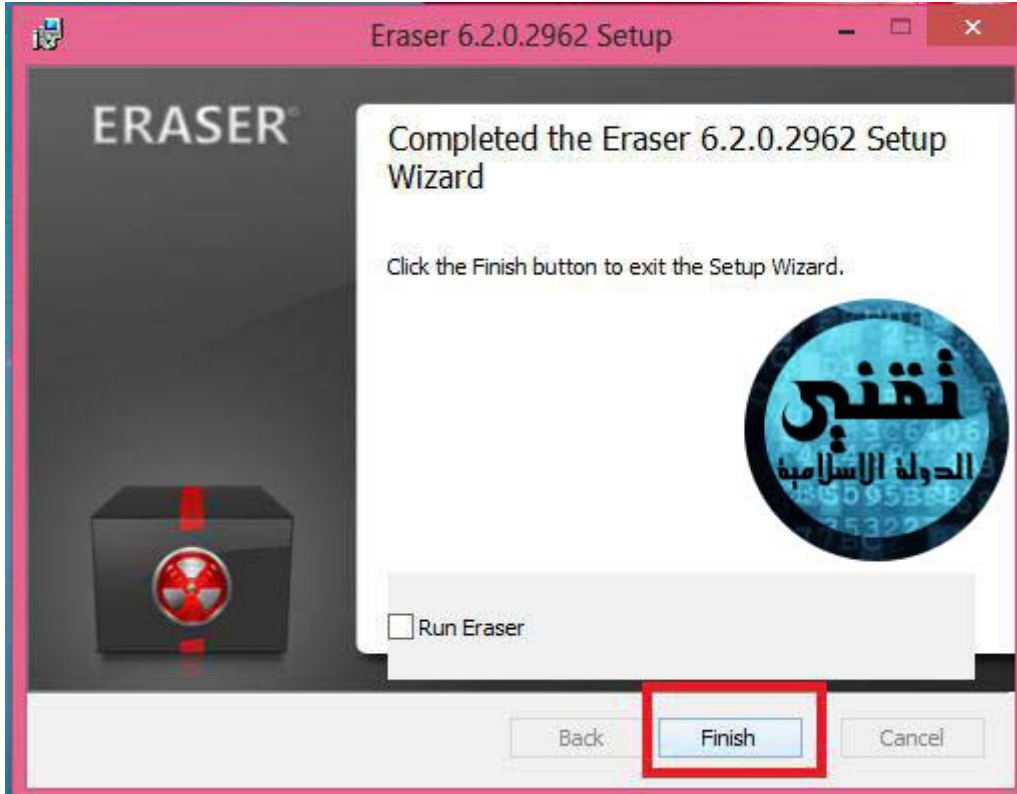 Eraser 6.2.0.2962 Setup
ERASER
Completed the Eraser 6.2.0.2962 Setup
Wizard
Click the Finish button to exit the Setup Wizard.
تقني
الدولة الاسلامية
Run Eraser
Back
Finish
Cancel